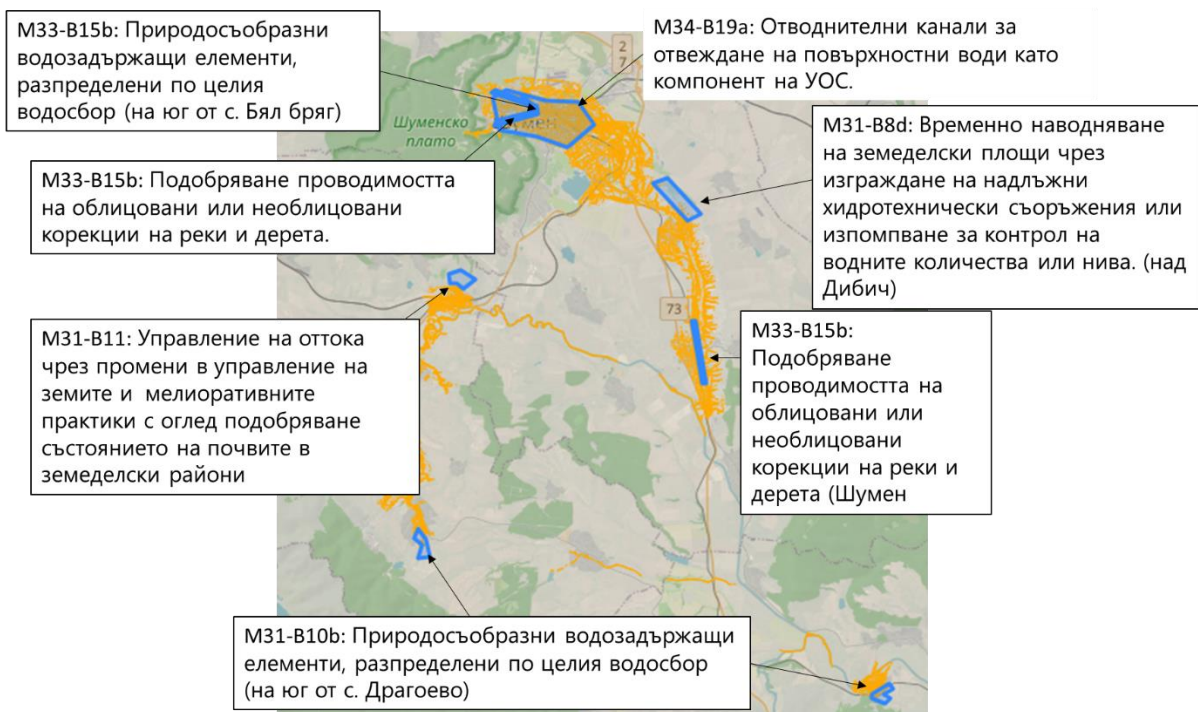 М33-В15b: Природосъобразни
водозадържащи елементи,
разпределени по целия
водосбор (на юг от с. Бял бряг)
М34-В19а: Отводнителни канали за
отвеждане на повърхностни води като
компонент на УОС.
2
7
Шуменско
плато
М31-B8d: Временно наводняване
на земеделски площи чрез
изграждане на надлъжни
хидротехнически съоръжения или
изпомпване за контрол на
водните количества или нива. (над
Дибич)
М33-В15b: Подобряване проводимостта
на облицовани или необлицовани
корекции на реки и дерета.
73
М31-В11: Управление на оттока
чрез промени в управление на
земите и мелиоративните
практики с оглед подобряване
състоянието на почвите в
земеделски райони
М33-В15b:
Подобряване
проводимостта на
облицовани или
необлицовани
корекции на реки и
дерета (Шумен
М31-B10b: Природосъобразни водозадържащи
елементи, разпределени по целия водосбор
(на юг от с. Драгоево)